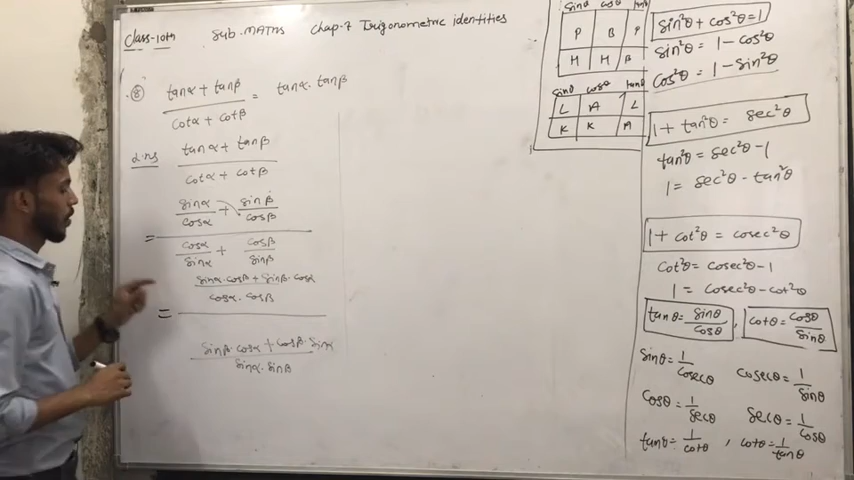 Class-10th Sub. MATHS Chap-7 Trigonometric identities
⑧ tanα + tanβ / cotα + cotβ = tanα . tanβ
L.H.S tanα + tanβ / cotα + cotβ
= sinα/cosα + sinβ/cosβ / cosα/sinα + cosβ/sinβ
= sinα . cosβ + sinβ . cosα / cosα . cosβ
sinβ . cosα + cosβ . sinα / sinα . sinβ
sinθ cosθ tanθ
P B P
H H B
sinθ cosθ tanθ
L A L
K K A
sin²θ + cos²θ = 1
sin²θ = 1 - cos²θ
cos²θ = 1 - sin²θ
1 + tan²θ = sec²θ
tan²θ = sec²θ - 1
1 = sec²θ - tan²θ
1 + cot²θ = cosec²θ
cot²θ = cosec²θ - 1
1 = cosec²θ - cot²θ
tanθ = sinθ/cosθ , cotθ = cosθ/sinθ
sinθ = 1/cosecθ cosecθ = 1/sinθ
cosθ = 1/secθ secθ = 1/cosθ
tanθ = 1/cotθ , cotθ = 1/tanθ